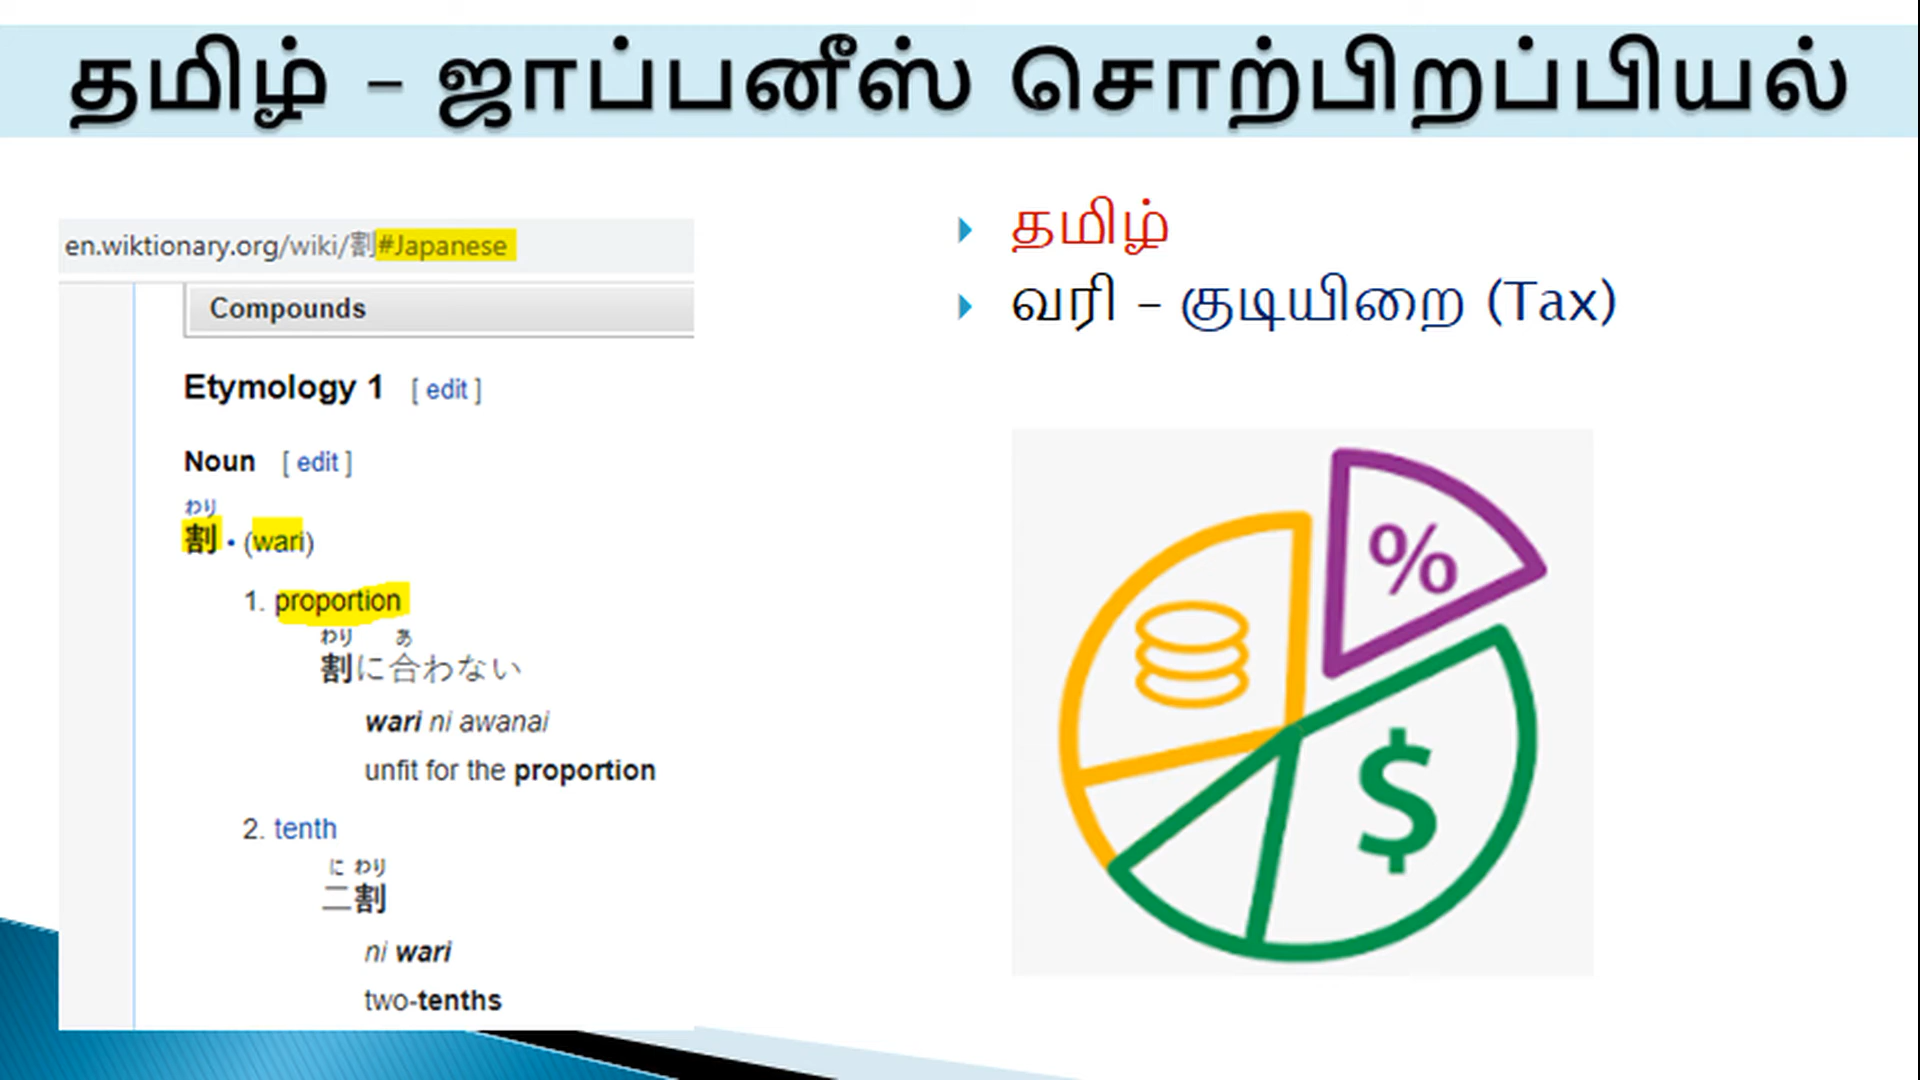 தமிழ் – ஜாப்பனீஸ் சொற்பிறப்பியல்
en.wiktionary.org/wiki/割#Japanese
Compounds
Etymology 1 [ edit ]
Noun [ edit ]
わり
割 • (wari)
1. proportion
わり あ
割に合わない
wari ni awanai
unfit for the proportion
2. tenth
に わり
二割
ni wari
two-tenths
தமிழ்
வரி – குடியிறை (Tax)
%
$